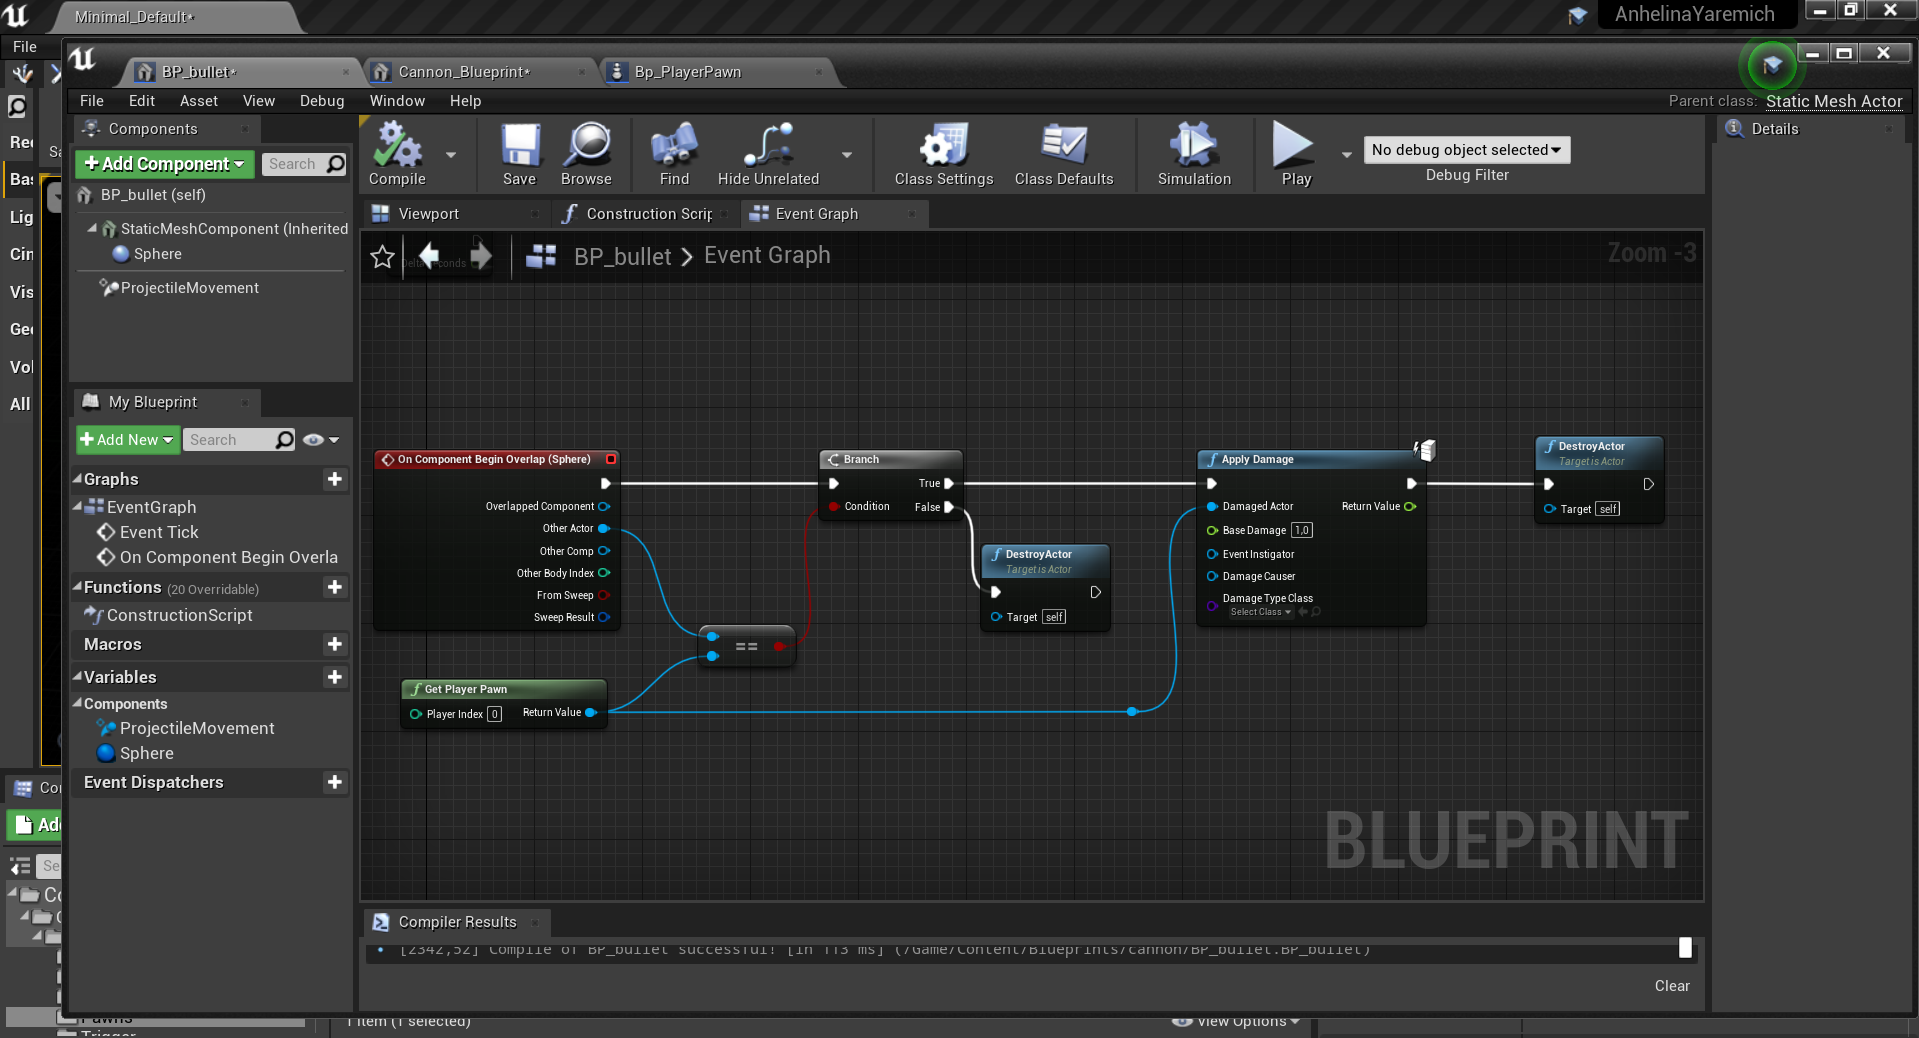 Minimal_Default*
AnhelinaYaremich
File
BP_bullet*
Cannon_Blueprint*
Bp_PlayerPawn
File Edit Asset View Debug Window Help
Parent class: Static Mesh Actor
Components
Details
+Add Component
Search
BP_bullet (self)
StaticMeshComponent (Inherited
Sphere
ProjectileMovement
Compile
Save
Browse
Find
Hide Unrelated
Class Settings
Class Defaults
Simulation
Play
No debug object selected
Debug Filter
Viewport
Construction Scrip
Event Graph
BP_bullet > Event Graph
Zoom -3
My Blueprint
+Add New
Search
Graphs
EventGraph
Event Tick
On Component Begin Overla
Functions (20 Overridable)
ConstructionScript
Macros
Variables
Components
ProjectileMovement
Sphere
Event Dispatchers
On Component Begin Overlap (Sphere)
Overlapped Component
Other Actor
Other Comp
Other Body Index
From Sweep
Sweep Result
Get Player Pawn
Player Index 0
Return Value
==
Branch
True
Condition
False
DestroyActor
Target is Actor
Target self
Apply Damage
Damaged Actor
Return Value
Base Damage 1,0
Event Instigator
Damage Causer
Damage Type Class
Select Class
DestroyActor
Target is Actor
Target self
BLUEPRINT
Compiler Results
[2342,52] Compile of BP_bullet successful! [in 113 ms] (/Game/Content/Blueprints/cannon/BP_bullet.BP_bullet)
Clear
All
Pawns
Trigger
1 item (1 selected)
View Options